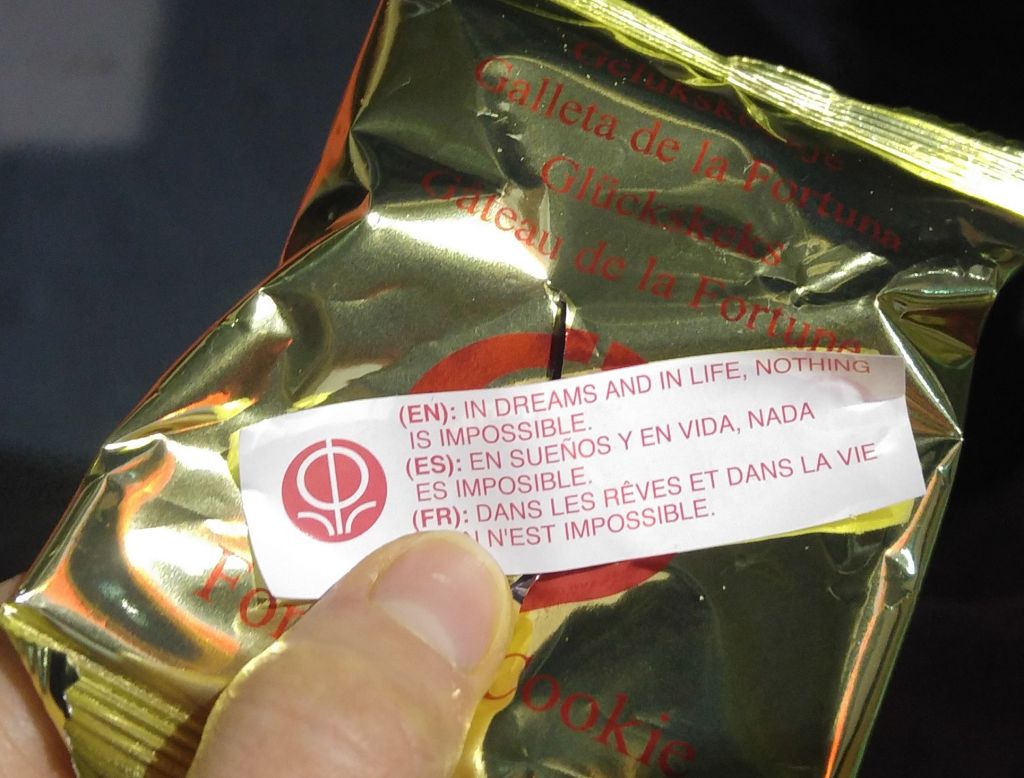 Galleta de la Fortuna
Glückskeks
Gâteau de la Fortune
(EN): IN DREAMS AND IN LIFE, NOTHING
IS IMPOSSIBLE.
(ES): EN SUEÑOS Y EN VIDA, NADA
ES IMPOSIBLE.
(FR): DANS LES RÊVES ET DANS LA VIE
N'EST IMPOSSIBLE.
Cookie